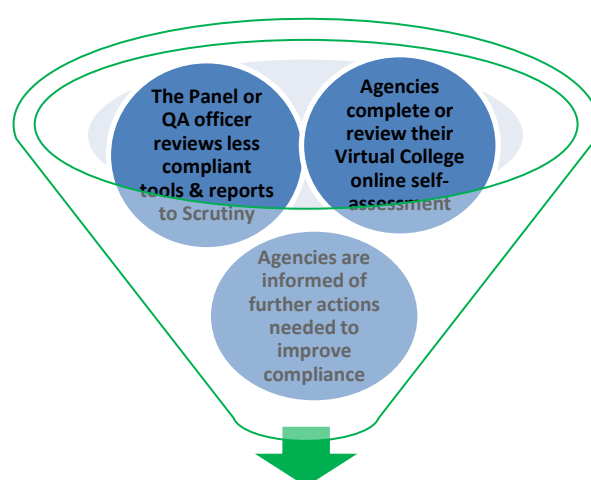 The Panel or
QA officer
reviews less
compliant
tools & reports
to Scrutiny
Agencies
complete or
review their
Virtual College
online self-
assessment
Agencies are
informed of
further actions
needed to
improve
compliance